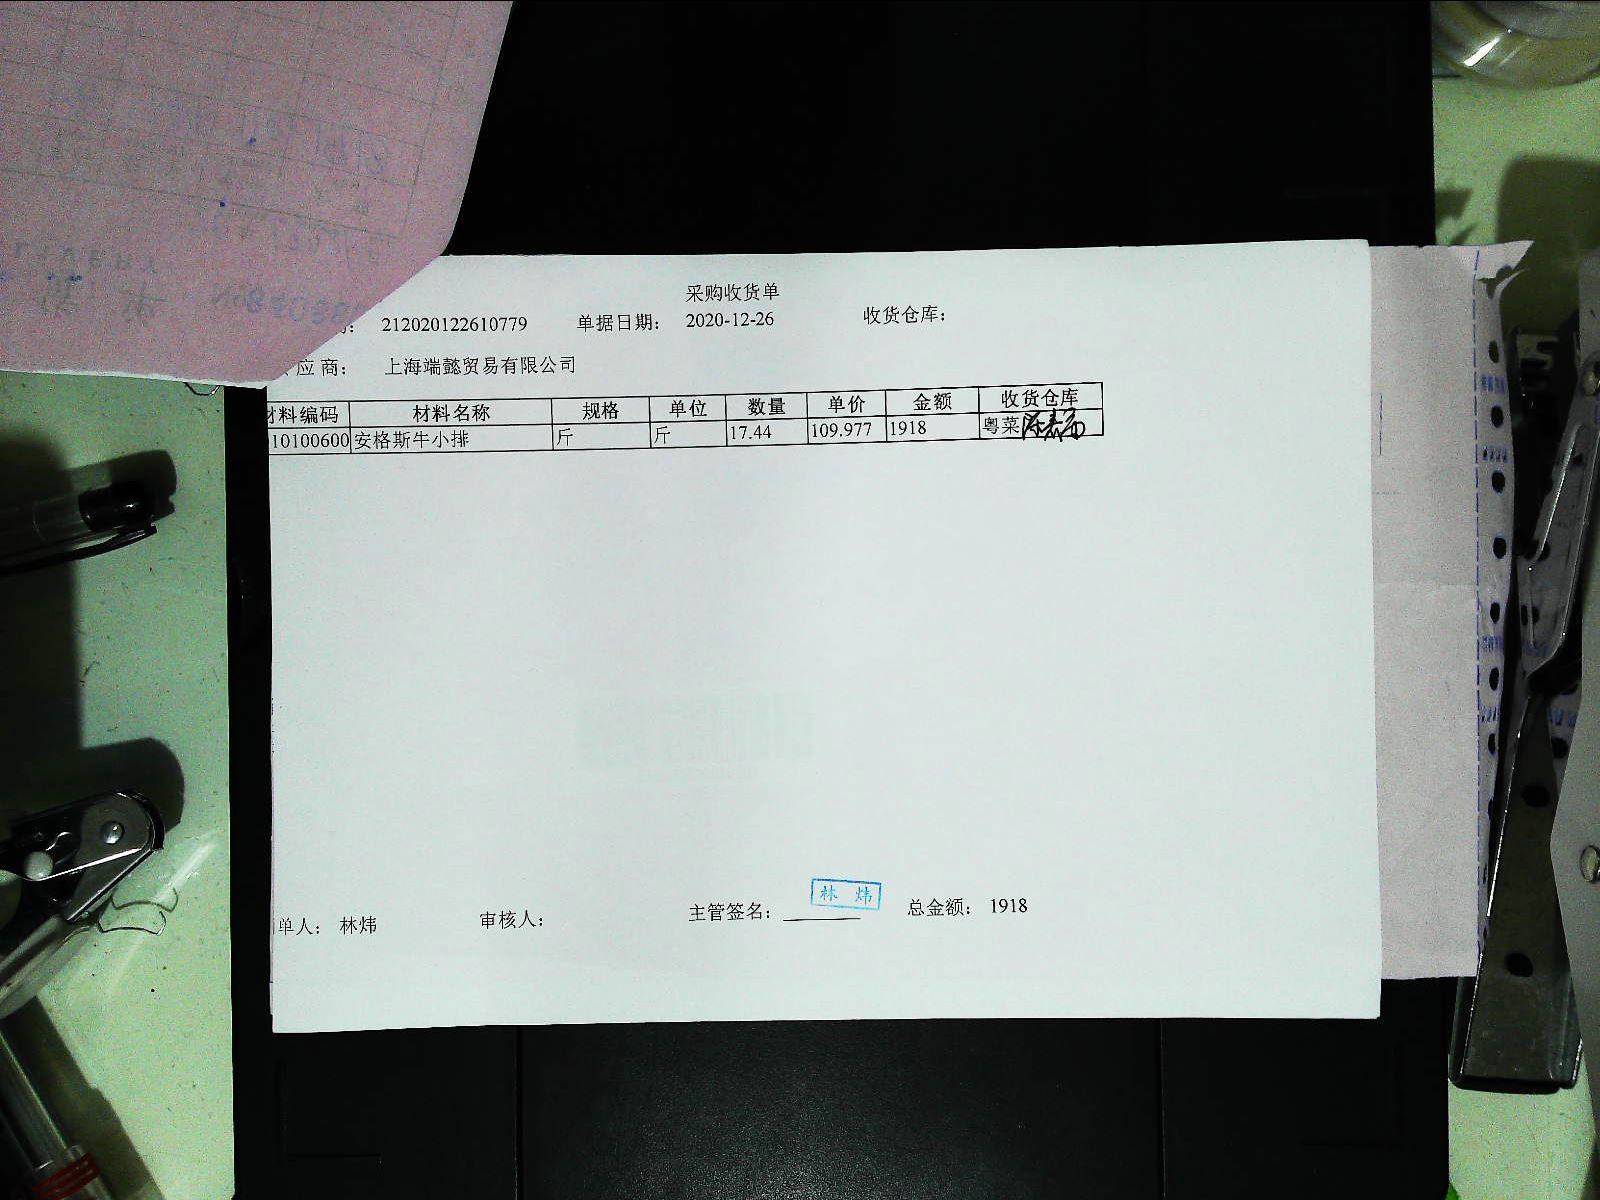 采购收货单
212020122610779 单据日期: 2020-12-26 收货仓库:
应商: 上海端懿贸易有限公司
材料编码 材料名称 规格 单位 数量 单价 金额 收货仓库
10100600 安格斯牛小排 斤 斤 17.44 109.977 1918 粤菜
单人: 林炜 审核人: 主管签名: 林炜 总金额: 1918